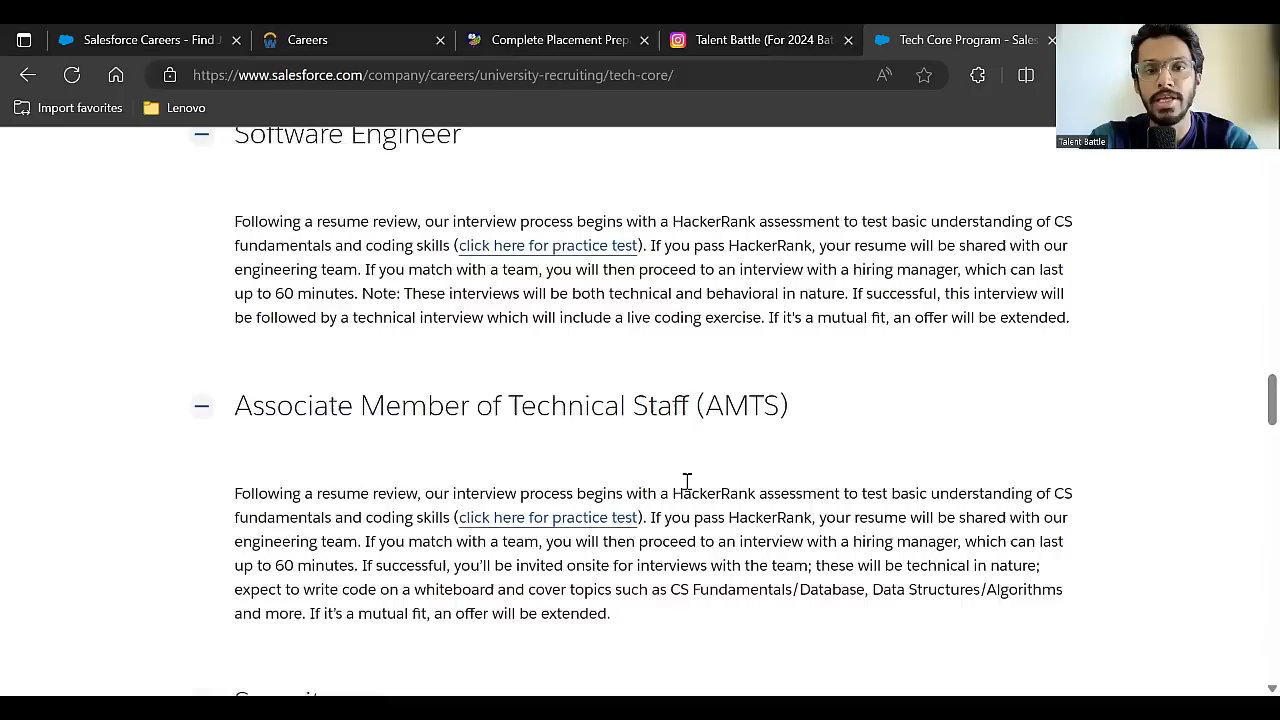 Salesforce Careers - Find J
Careers
Complete Placement Prep
Talent Battle (For 2024 Bat
Tech Core Program - Sales
https://www.salesforce.com/company/careers/university-recruiting/tech-core/
Import favorites
Lenovo
Talent Battle
Software Engineer
Following a resume review, our interview process begins with a HackerRank assessment to test basic understanding of CS
fundamentals and coding skills (click here for practice test). If you pass HackerRank, your resume will be shared with our
engineering team. If you match with a team, you will then proceed to an interview with a hiring manager, which can last
up to 60 minutes. Note: These interviews will be both technical and behavioral in nature. If successful, this interview will
be followed by a technical interview which will include a live coding exercise. If it's a mutual fit, an offer will be extended.
Associate Member of Technical Staff (AMTS)
Following a resume review, our interview process begins with a HackerRank assessment to test basic understanding of CS
fundamentals and coding skills (click here for practice test). If you pass HackerRank, your resume will be shared with our
engineering team. If you match with a team, you will then proceed to an interview with a hiring manager, which can last
up to 60 minutes. If successful, you’ll be invited onsite for interviews with the team; these will be technical in nature;
expect to write code on a whiteboard and cover topics such as CS Fundamentals/Database, Data Structures/Algorithms
and more. If it’s a mutual fit, an offer will be extended.